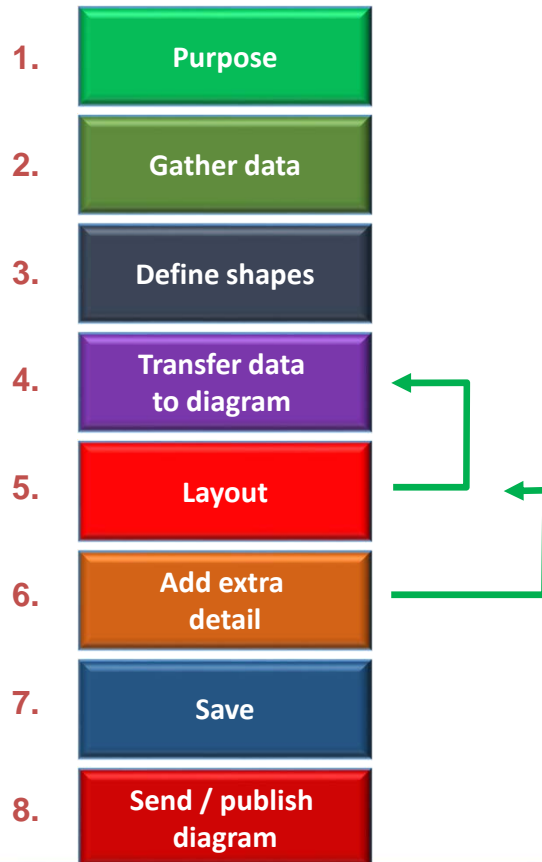 1. Purpose
2. Gather data
3. Define shapes
4. Transfer data
to diagram
5. Layout
6. Add extra
detail
7. Save
8. Send / publish
diagram